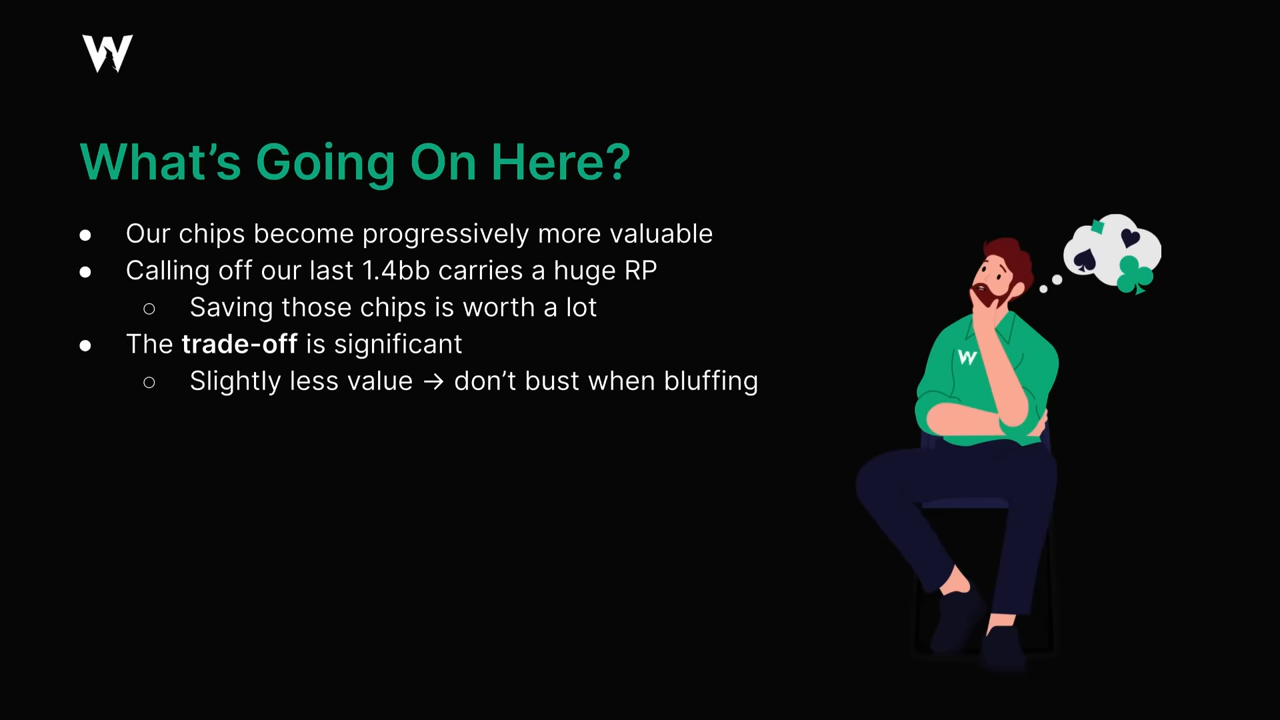 W
What’s Going On Here?
● Our chips become progressively more valuable
● Calling off our last 1.4bb carries a huge RP
○ Saving those chips is worth a lot
● The trade-off is significant
○ Slightly less value → don’t bust when bluffing
W